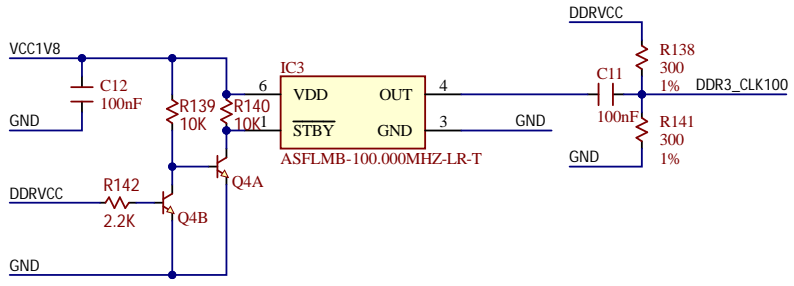 DDRVCC
VCC1V8
R138
300
1%
IC3
C12
100nF
R139
10K
R140
10K
6
VDD
OUT
4
C11
100nF
DDR3_CLK100
GND
1
STBY
GND
3
GND
R141
300
1%
ASFLMB-100.000MHZ-LR-T
GND
R142
2.2K
Q4A
DDRVCC
Q4B
GND